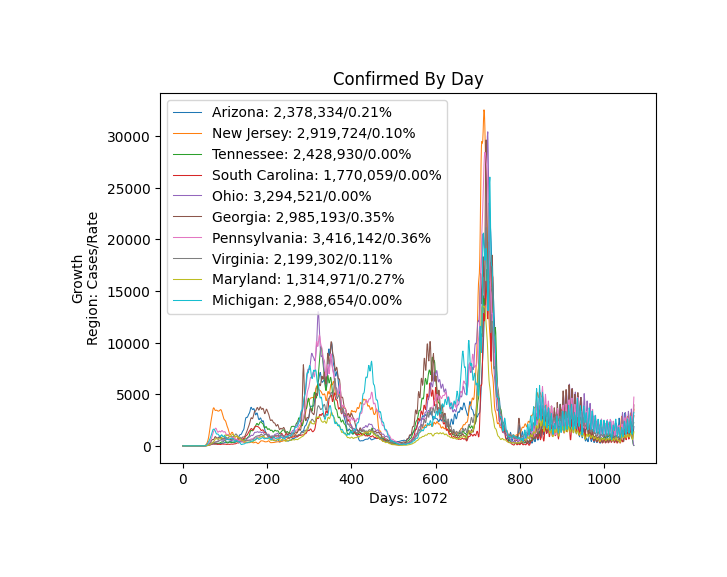 Confirmed By Day
Arizona: 2,378,334/0.21%
New Jersey: 2,919,724/0.10%
Tennessee: 2,428,930/0.00%
South Carolina: 1,770,059/0.00%
Ohio: 3,294,521/0.00%
Georgia: 2,985,193/0.35%
Pennsylvania: 3,416,142/0.36%
Virginia: 2,199,302/0.11%
Maryland: 1,314,971/0.27%
Michigan: 2,988,654/0.00%
Growth
Region: Cases/Rate
30000
25000
20000
15000
10000
5000
0
0 200 400 600 800 1000
Days: 1072